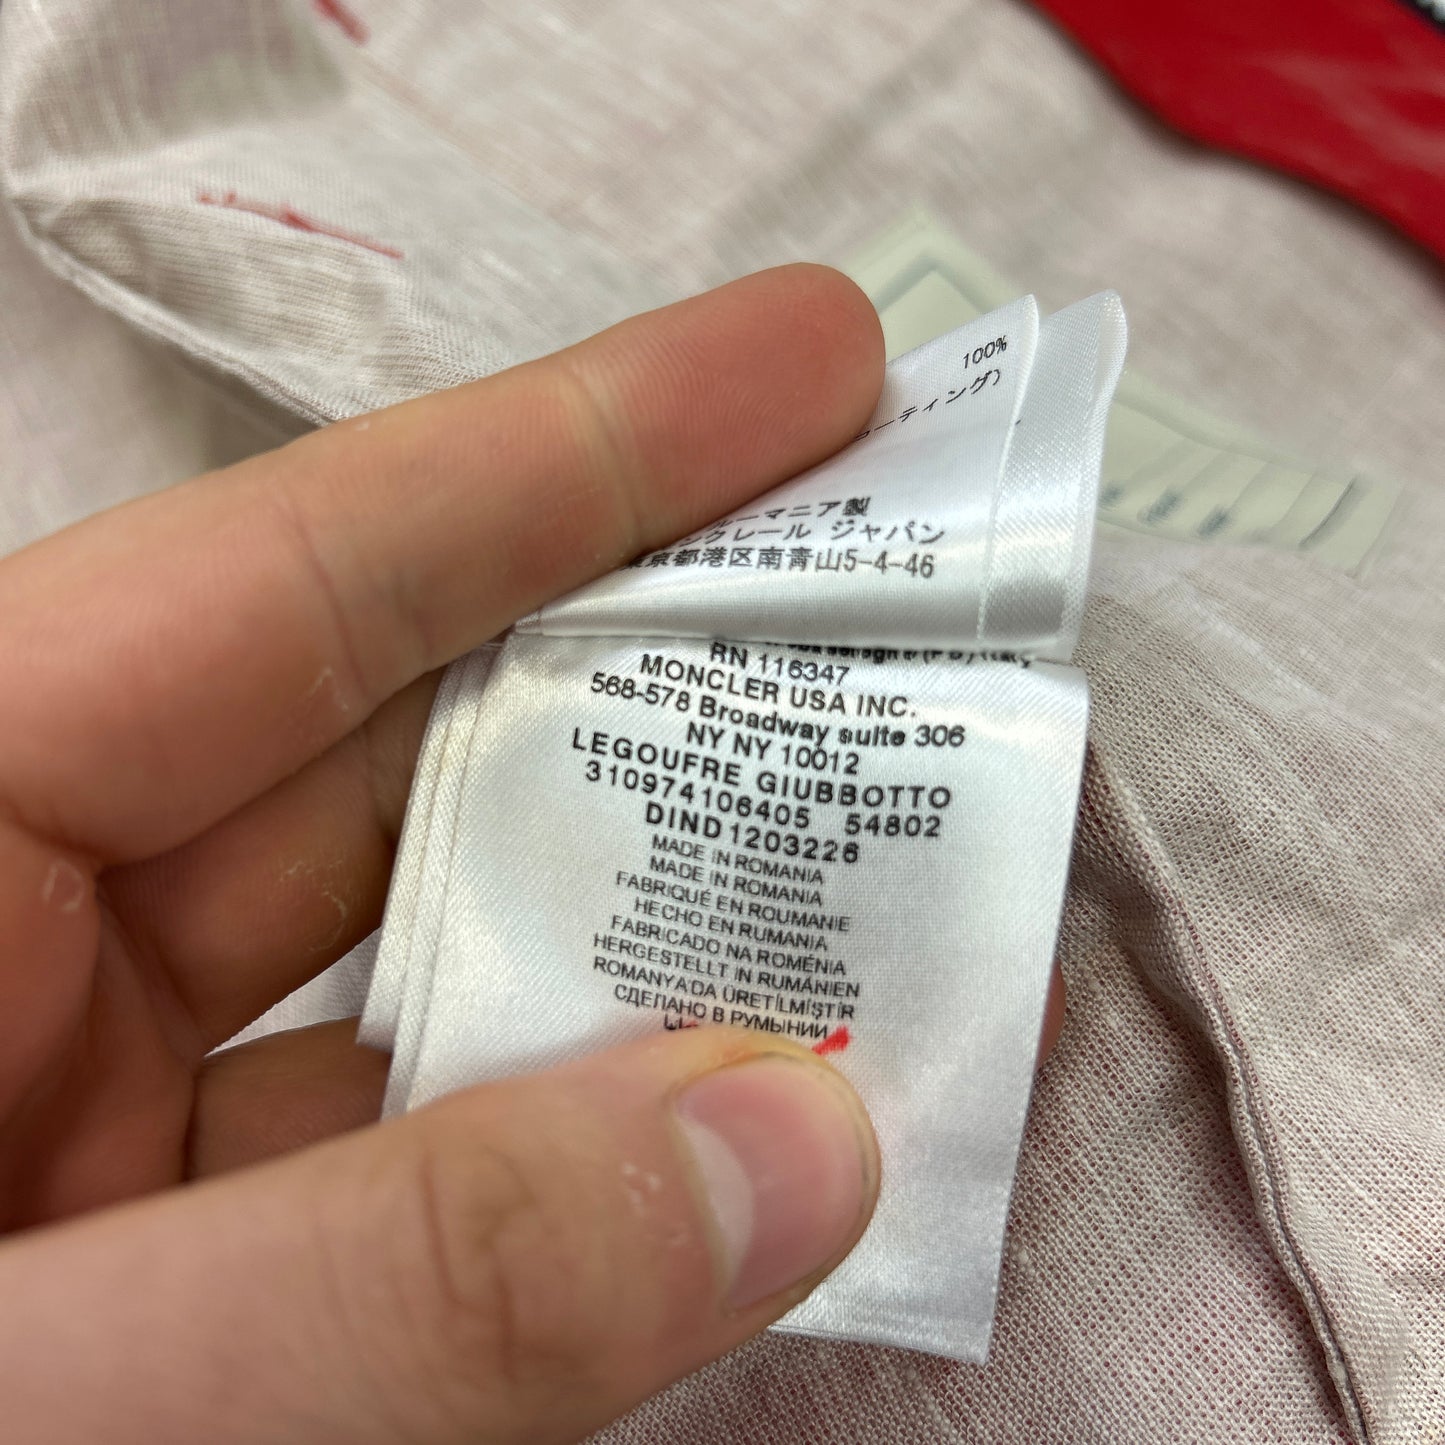 100%
ーティング)
ルーマニア製
ンクレール ジャパン
東京都港区南青山5-4-46
RN 116347
MONCLER USA INC.
568-578 Broadway suite 306
NY NY 10012
LEGOUFRE GIUBBOTTO
310974106405 54802
DIND1203226
MADE IN ROMANIA
MADE IN ROMANIA
FABRIQUÉ EN ROUMANIE
HECHO EN RUMANIA
FABRICADO NA ROMÉNIA
HERGESTELLT IN RUMÁNIEN
ROMANYADA ÜRETİLMİŞTİR
СДЕЛАНО В РУМЫНИИ